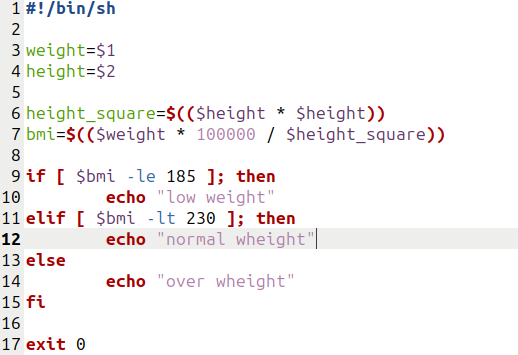 1 #!/bin/sh
2
3 weight=$1
4 height=$2
5
6 height_square=$(($height * $height))
7 bmi=$(($weight * 100000 / $height_square))
8
9 if [ $bmi -le 185 ]; then
10         echo "low weight"
11 elif [ $bmi -lt 230 ]; then
12         echo "normal wheight"
13 else
14         echo "over wheight"
15 fi
16
17 exit 0